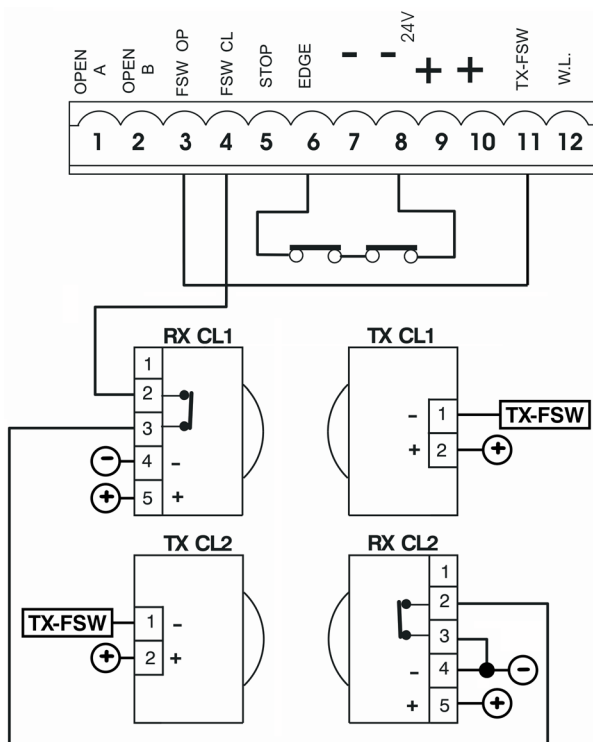 OPEN A
OPEN B
FSW OP
FSW CL
STOP
EDGE
-
-
24V
+
+
TX-FSW
W.L.
1 2 3 4 5 6 7 8 9 10 11 12
RX CL1
1
2
3
- 4 -
+ 5 +
TX CL1
- 1 TX-FSW
+ 2 +
TX CL2
TX-FSW 1 -
+ 2 +
RX CL2
1
2
3
- 4 -
+ 5 +